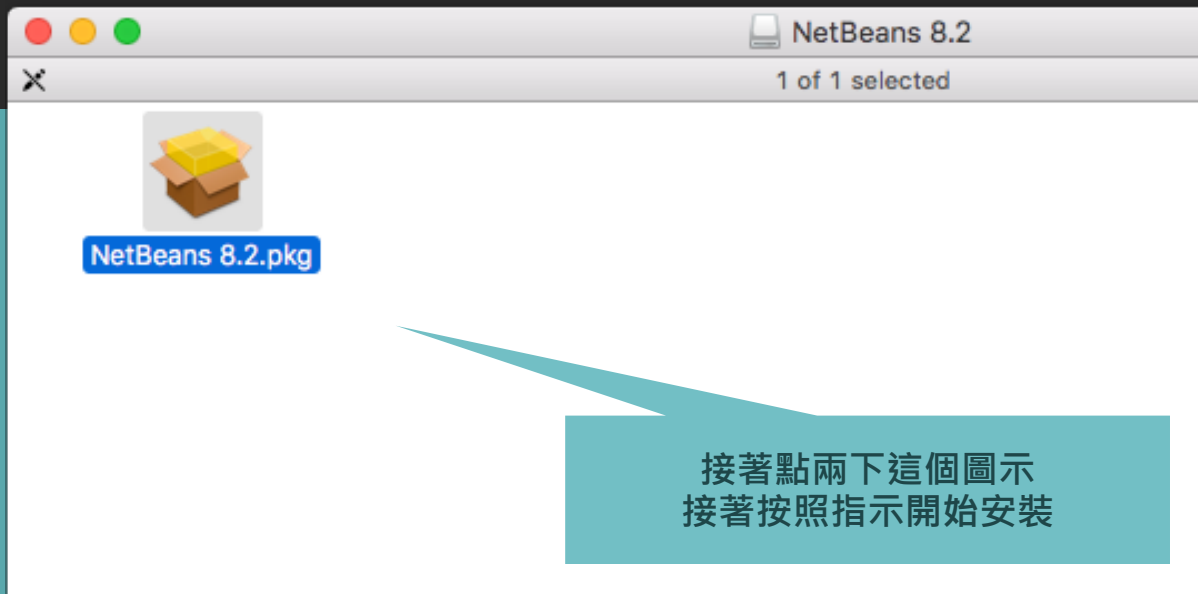 NetBeans 8.2
1 of 1 selected
NetBeans 8.2.pkg
接著點兩下這個圖示
接著按照指示開始安裝